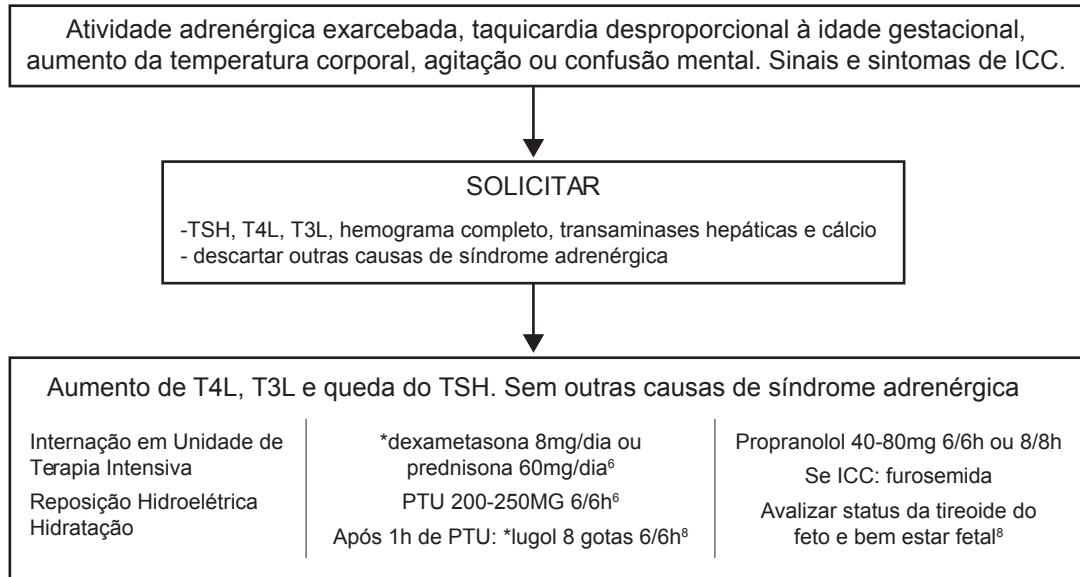 Atividade adrenérgica exarcebada, taquicardia desproporcional à idade gestacional,
aumento da temperatura corporal, agitação ou confusão mental. Sinais e sintomas de ICC.
SOLICITAR
-TSH, T4L, T3L, hemograma completo, transaminases hepáticas e cálcio
- descartar outras causas de síndrome adrenérgica
Aumento de T4L, T3L e queda do TSH. Sem outras causas de síndrome adrenérgica
Internação em Unidade de
Terapia Intensiva
Reposição Hidroelétrica
Hidratação
*dexametasona 8mg/dia ou
prednisona 60mg/dia⁶
PTU 200-250MG 6/6h⁶
Após 1h de PTU: *lugol 8 gotas 6/6h⁸
Propranolol 40-80mg 6/6h ou 8/8h
Se ICC: furosemida
Avalizar status da tireoide do
feto e bem estar fetal⁸